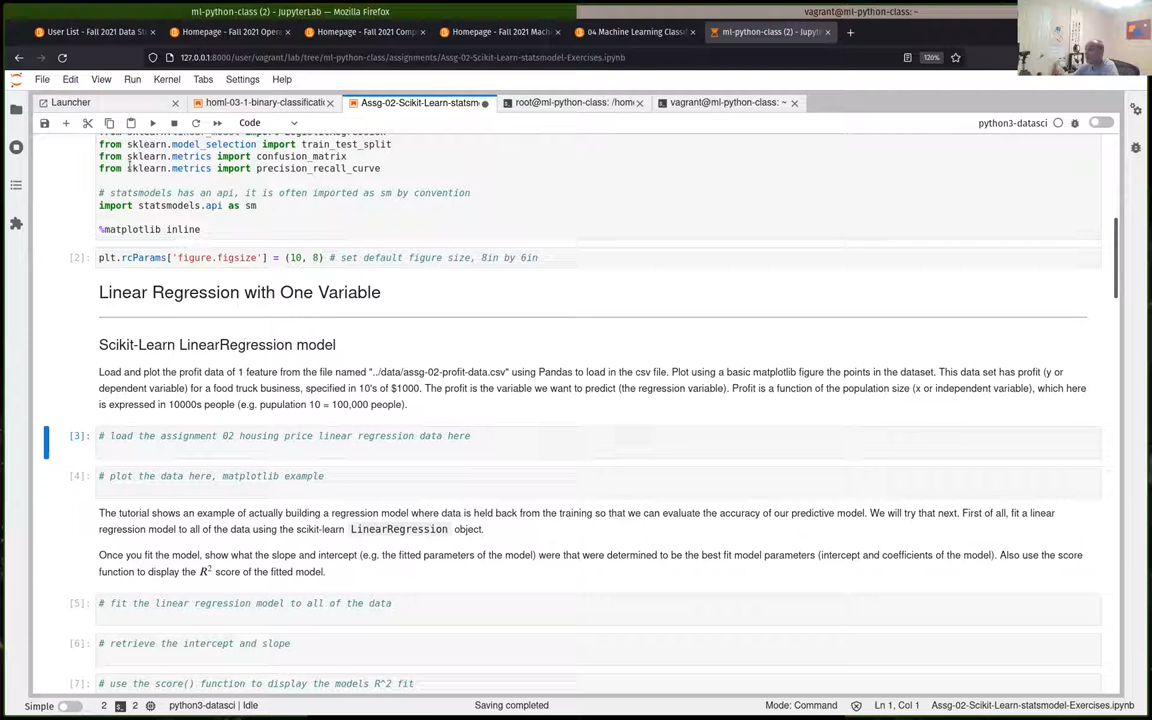 ml-python-class (2) - JupyterLab — Mozilla Firefox
vagrant@ml-python-class: ~
User List - Fall 2021 Data St
Homepage - Fall 2021 Oper
Homepage - Fall 2021 Comp
Homepage - Fall 2021 Mach
04 Machine Learning Classif
ml-python-class (2) - Jupyt
127.0.0.1:8000/user/vagrant/lab/tree/ml-python-class/assignments/Assg-02-Scikit-Learn-statsmodel-Exercises.ipynb
120%
File Edit View Run Kernel Tabs Settings Help
Launcher
homl-03-1-binary-classificati
Assg-02-Scikit-Learn-statsm
root@ml-python-class: /hom
vagrant@ml-python-class: ~
Code
python3-datasci
from sklearn.linear_model import LogisticRegression
from sklearn.model_selection import train_test_split
from sklearn.metrics import confusion_matrix
from sklearn.metrics import precision_recall_curve
# statsmodels has an api, it is often imported as sm by convention
import statsmodels.api as sm
%matplotlib inline
[2]: plt.rcParams['figure.figsize'] = (10, 8) # set default figure size, 8in by 6in
Linear Regression with One Variable
Scikit-Learn LinearRegression model
Load and plot the profit data of 1 feature from the file named "../data/assg-02-profit-data.csv" using Pandas to load in the csv file. Plot using a basic matplotlib figure the points in the dataset. This data set has profit (y or
dependent variable) for a food truck business, specified in 10's of $1000. The profit is the variable we want to predict (the regression variable). Profit is a function of the population size (x or independent variable), which here
is expressed in 10000s people (e.g. pupulation 10 = 100,000 people).
[3]: # load the assignment 02 housing price linear regression data here
[4]: # plot the data here, matplotlib example
The tutorial shows an example of actually building a regression model where data is held back from the training so that we can evaluate the accuracy of our predictive model. We will try that next. First of all, fit a linear
regression model to all of the data using the scikit-learn LinearRegression object.
Once you fit the model, show what the slope and intercept (e.g. the fitted parameters of the model) were that were determined to be the best fit model parameters (intercept and coefficients of the model). Also use the score
function to display the R² score of the fitted model.
[5]: # fit the linear regression model to all of the data
[6]: # retrieve the intercept and slope
[7]: # use the score() function to display the models R^2 fit
Simple 2 2 python3-datasci | Idle Saving completed Mode: Command Ln 1, Col 1 Assg-02-Scikit-Learn-statsmodel-Exercises.ipynb